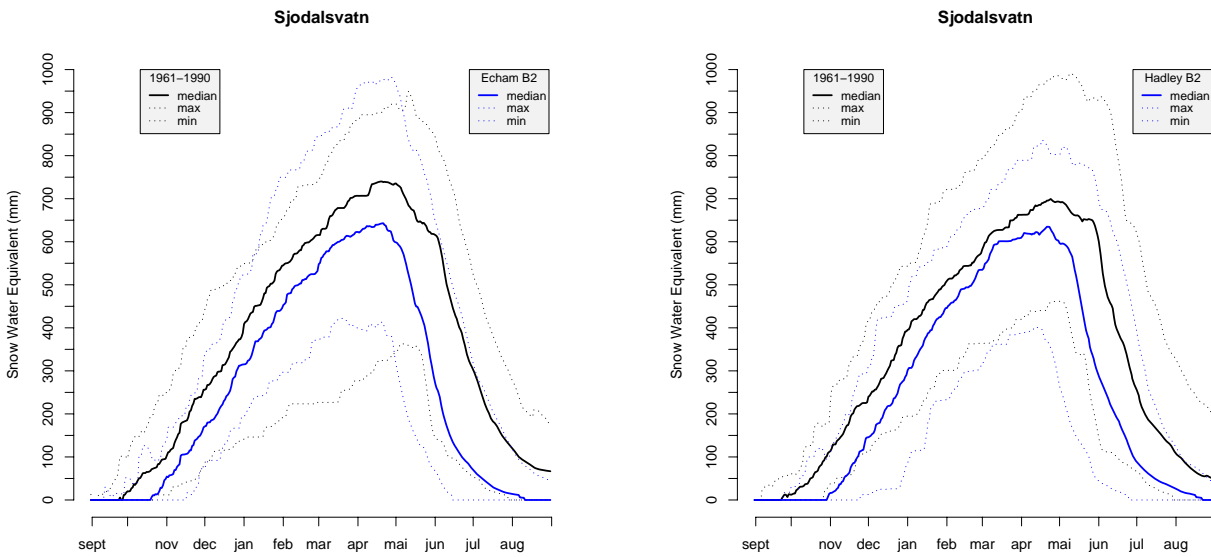 Sjodalsvatn
1961−1990
median
max
min
Echam B2
median
max
min
Snow Water Equivalent (mm)
0 100 200 300 400 500 600 700 800 900 1000
sept nov dec jan feb mar apr mai jun jul aug
Sjodalsvatn
1961−1990
median
max
min
Hadley B2
median
max
min
Snow Water Equivalent (mm)
0 100 200 300 400 500 600 700 800 900 1000
sept nov dec jan feb mar apr mai jun jul aug